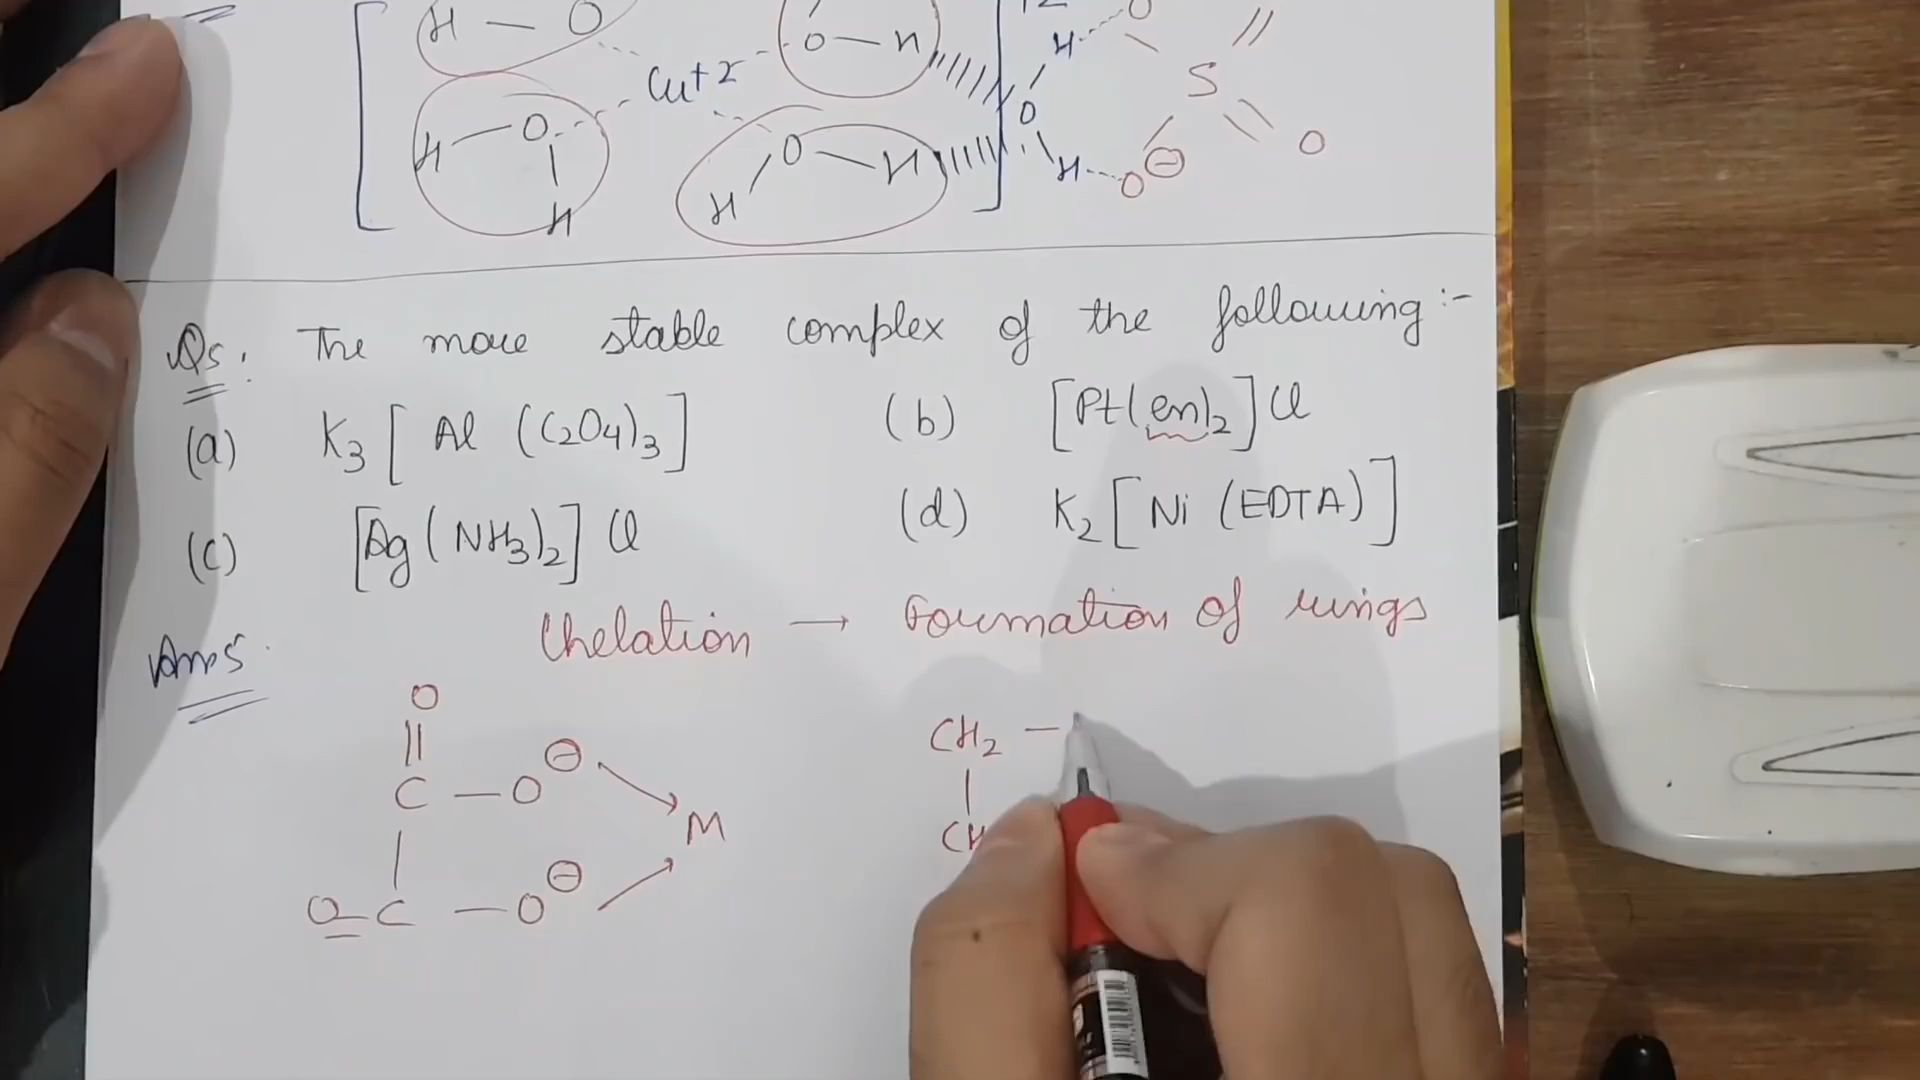 H — O O — H H O
Cu+2 S
H — O O — H O H O ⊖ O
H H
Qs. The more stable complex of the following :-
(a) K3 [ Al (C2O4)3 ] (b) [Pt(en)2] Cl
(c) [Ag (NH3)2] Cl (d) K2 [ Ni (EDTA) ]
Ans. Chelation → Formation of rings
O
||
C — O ⊖ M CH2 —
| |
O = C — O ⊖ CH